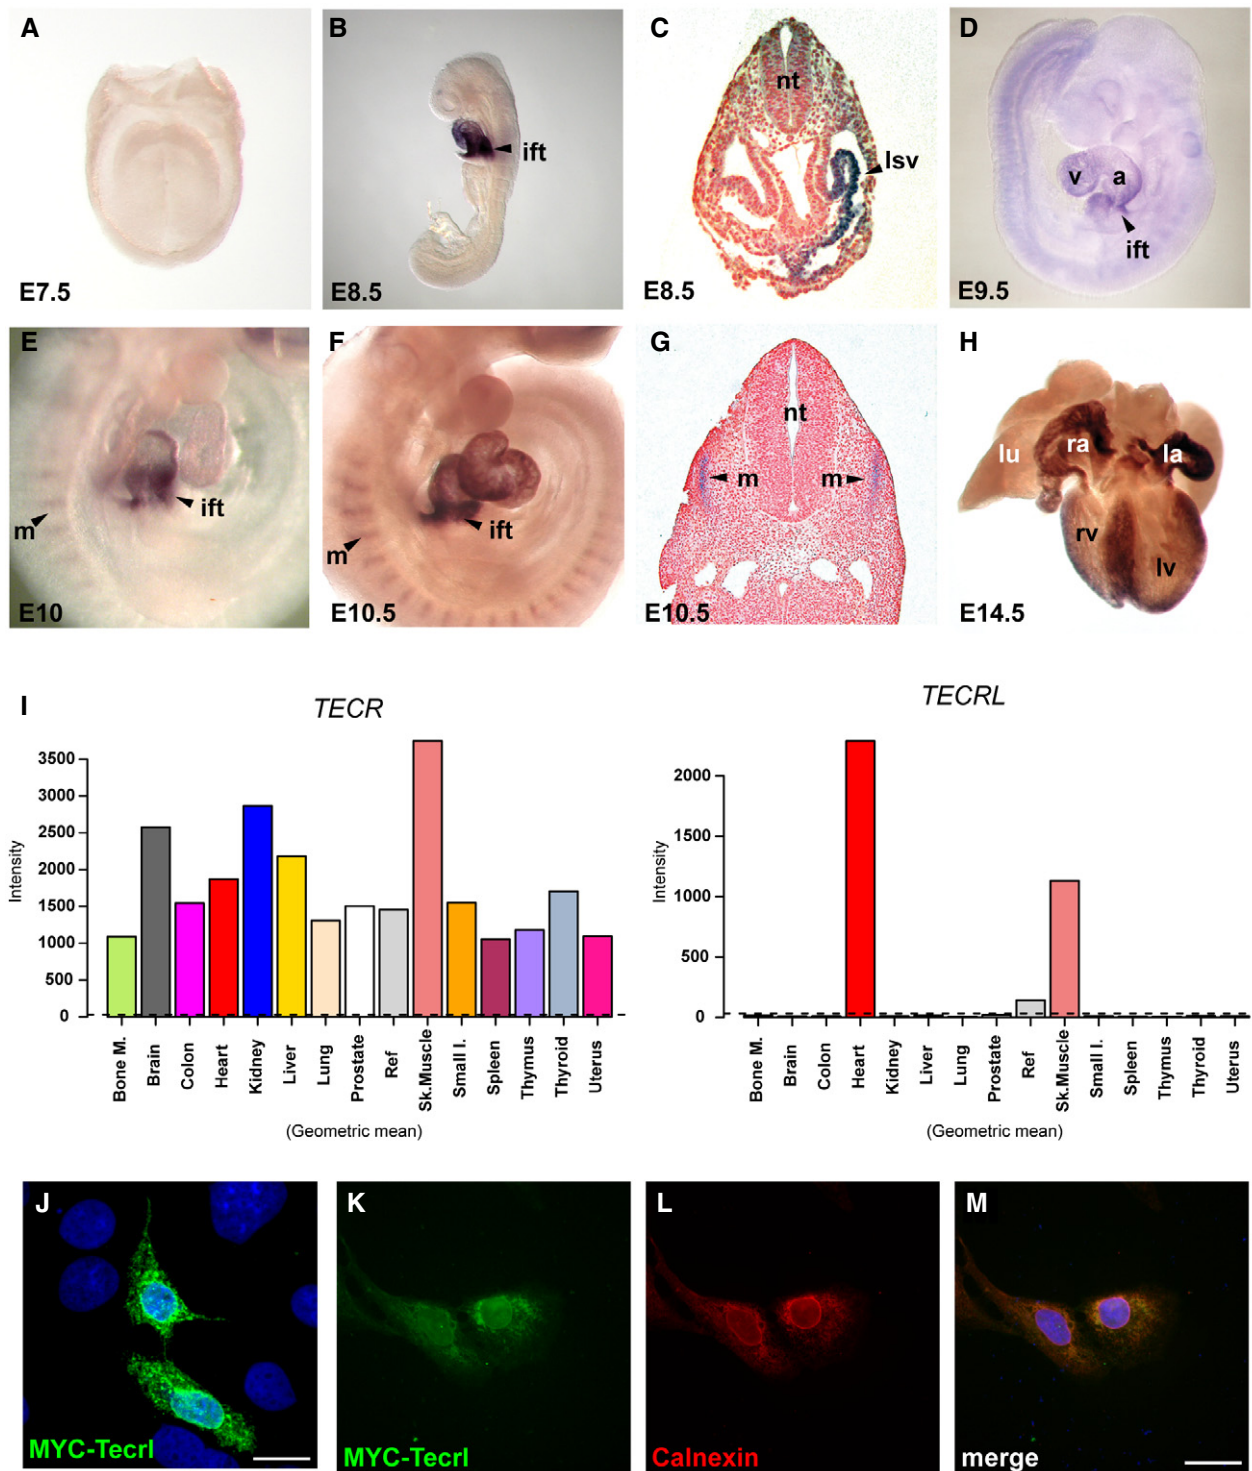 A
B
C
D
nt
ift
lsv
v
a
ift
E7.5
E8.5
E8.5
E9.5
E
F
G
H
nt
ra
la
lu
m
m
ift
m
ift
m
rv
lv
E10
E10.5
E10.5
E14.5
I
TECR
TECRL
Intensity
3500
3000
2500
2000
1500
1000
500
0
Bone M.
Brain
Colon
Heart
Kidney
Liver
Lung
Prostate
Ref
Sk.Muscle
Small I.
Spleen
Thymus
Thyroid
Uterus
(Geometric mean)
Intensity
2000
1500
1000
500
0
Bone M.
Brain
Colon
Heart
Kidney
Liver
Lung
Prostate
Ref
Sk.Muscle
Small I.
Spleen
Thymus
Thyroid
Uterus
(Geometric mean)
J
K
L
M
MYC-Tecrl
MYC-Tecrl
Calnexin
merge